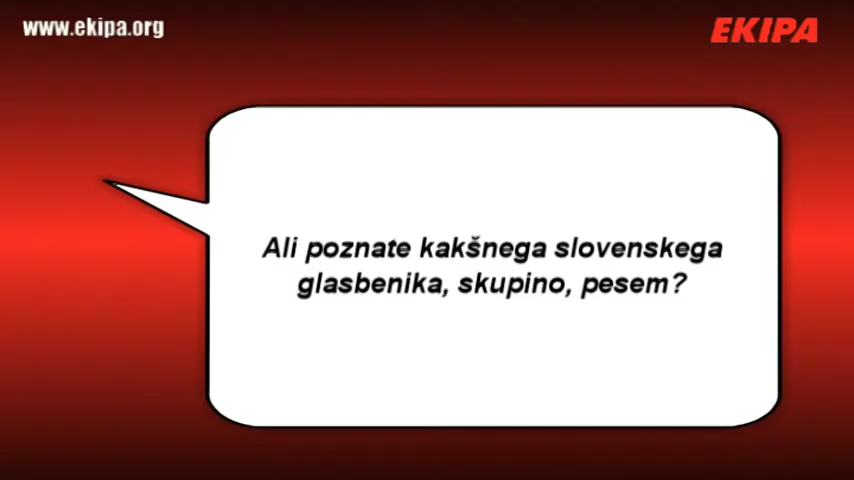 www.ekipa.org
EKIPA
Ali poznate kakšnega slovenskega
glasbenika, skupino, pesem?